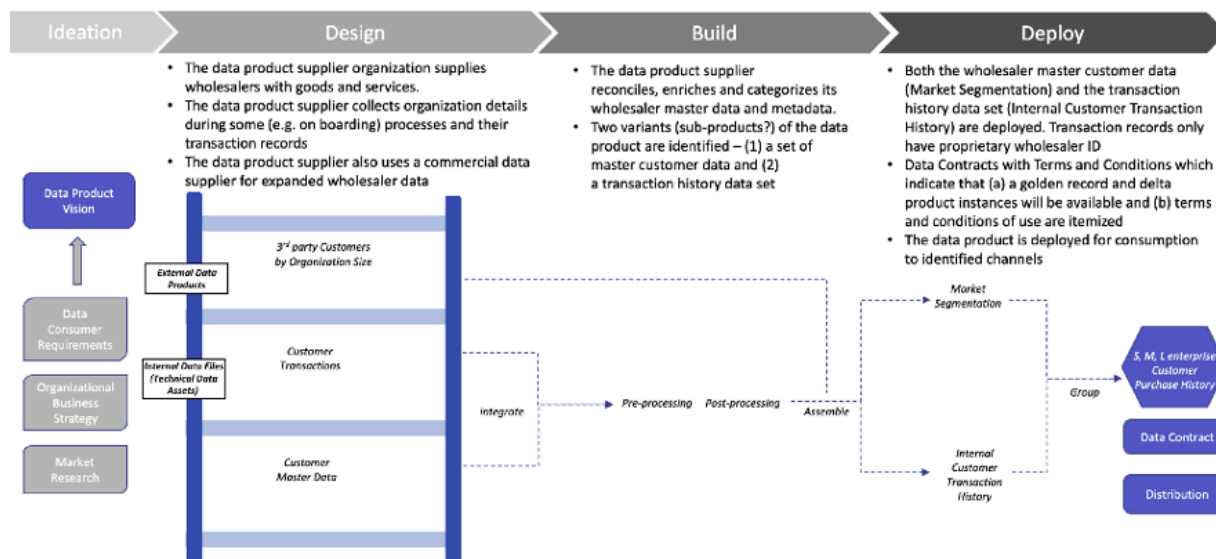 Ideation
Design
Build
Deploy
• The data product supplier organization supplies
wholesalers with goods and services.
• The data product supplier collects organization details
during some (e.g. on boarding) processes and their
transaction records
• The data product supplier also uses a commercial data
supplier for expanded wholesaler data
• The data product supplier
reconciles, enriches and categorizes its
wholesaler master data and metadata.
• Two variants (sub-products?) of the data
product are identified – (1) a set of
master customer data and (2)
a transaction history data set
• Both the wholesaler master customer data
(Market Segmentation) and the transaction
history data set (Internal Customer Transaction
History) are deployed. Transaction records only
have proprietary wholesaler ID
• Data Contracts with Terms and Conditions which
indicate that (a) a golden record and delta
product instances will be available and (b) terms
and conditions of use are itemized
• The data product is deployed for consumption
to identified channels
Data Product
Vision
Data
Consumer
Requirements
Organizational
Business
Strategy
Market
Research
External Data
Products
Internal Data Files
(Technical Data
Assets)
3rd party Customers
by Organization Size
Customer
Transactions
Customer
Master Data
Integrate
Pre-processing
Post-processing
Assemble
Market
Segmentation
Internal
Customer
Transaction
History
Group
S, M, L enterprise
Customer
Purchase History
Data Contract
Distribution